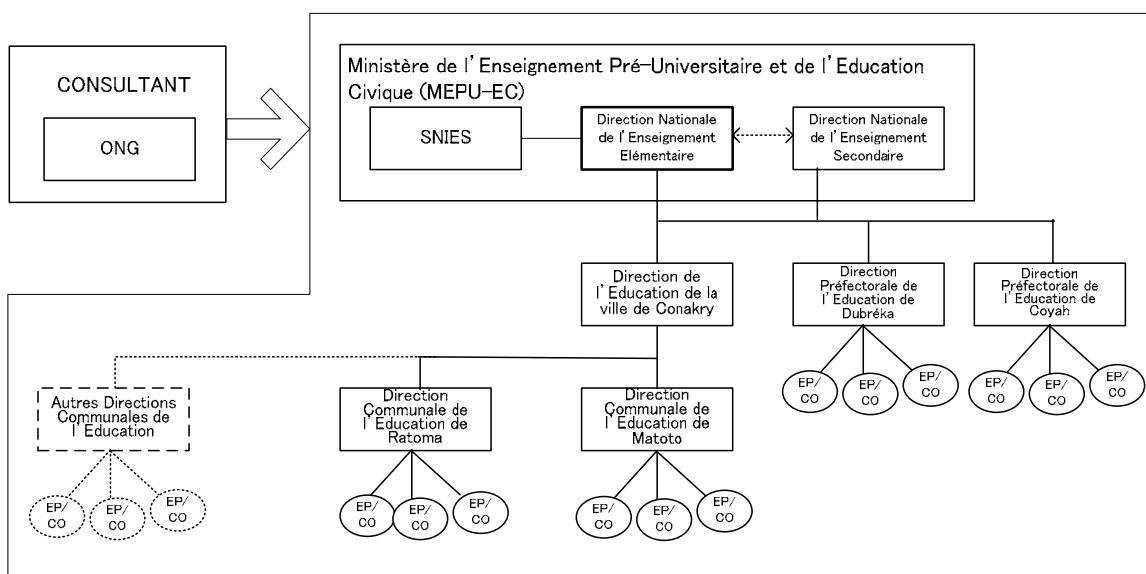 CONSULTANT
ONG
Ministère de l'Enseignement Pré-Universitaire et de l'Education
Civique (MEPU-EC)
SNIES
Direction Nationale
de l'Enseignement
Elémentaire
Direction Nationale
de l'Enseignement
Secondaire
Direction de
l'Education de la
ville de Conakry
Direction
Préfectorale de
l'Education de
Dubréka
Direction
Préfectorale de
l'Education de
Coyah
EP/
CO
EP/
CO
EP/
CO
EP/
CO
EP/
CO
EP/
CO
Autres Directions
Communales de
l'Education
Direction
Communale de
l'Education de
Ratoma
Direction
Communale de
l'Education de
Matoto
EP/
CO
EP/
CO
EP/
CO
EP/
CO
EP/
CO
EP/
CO
EP/
CO
EP/
CO
EP/
CO